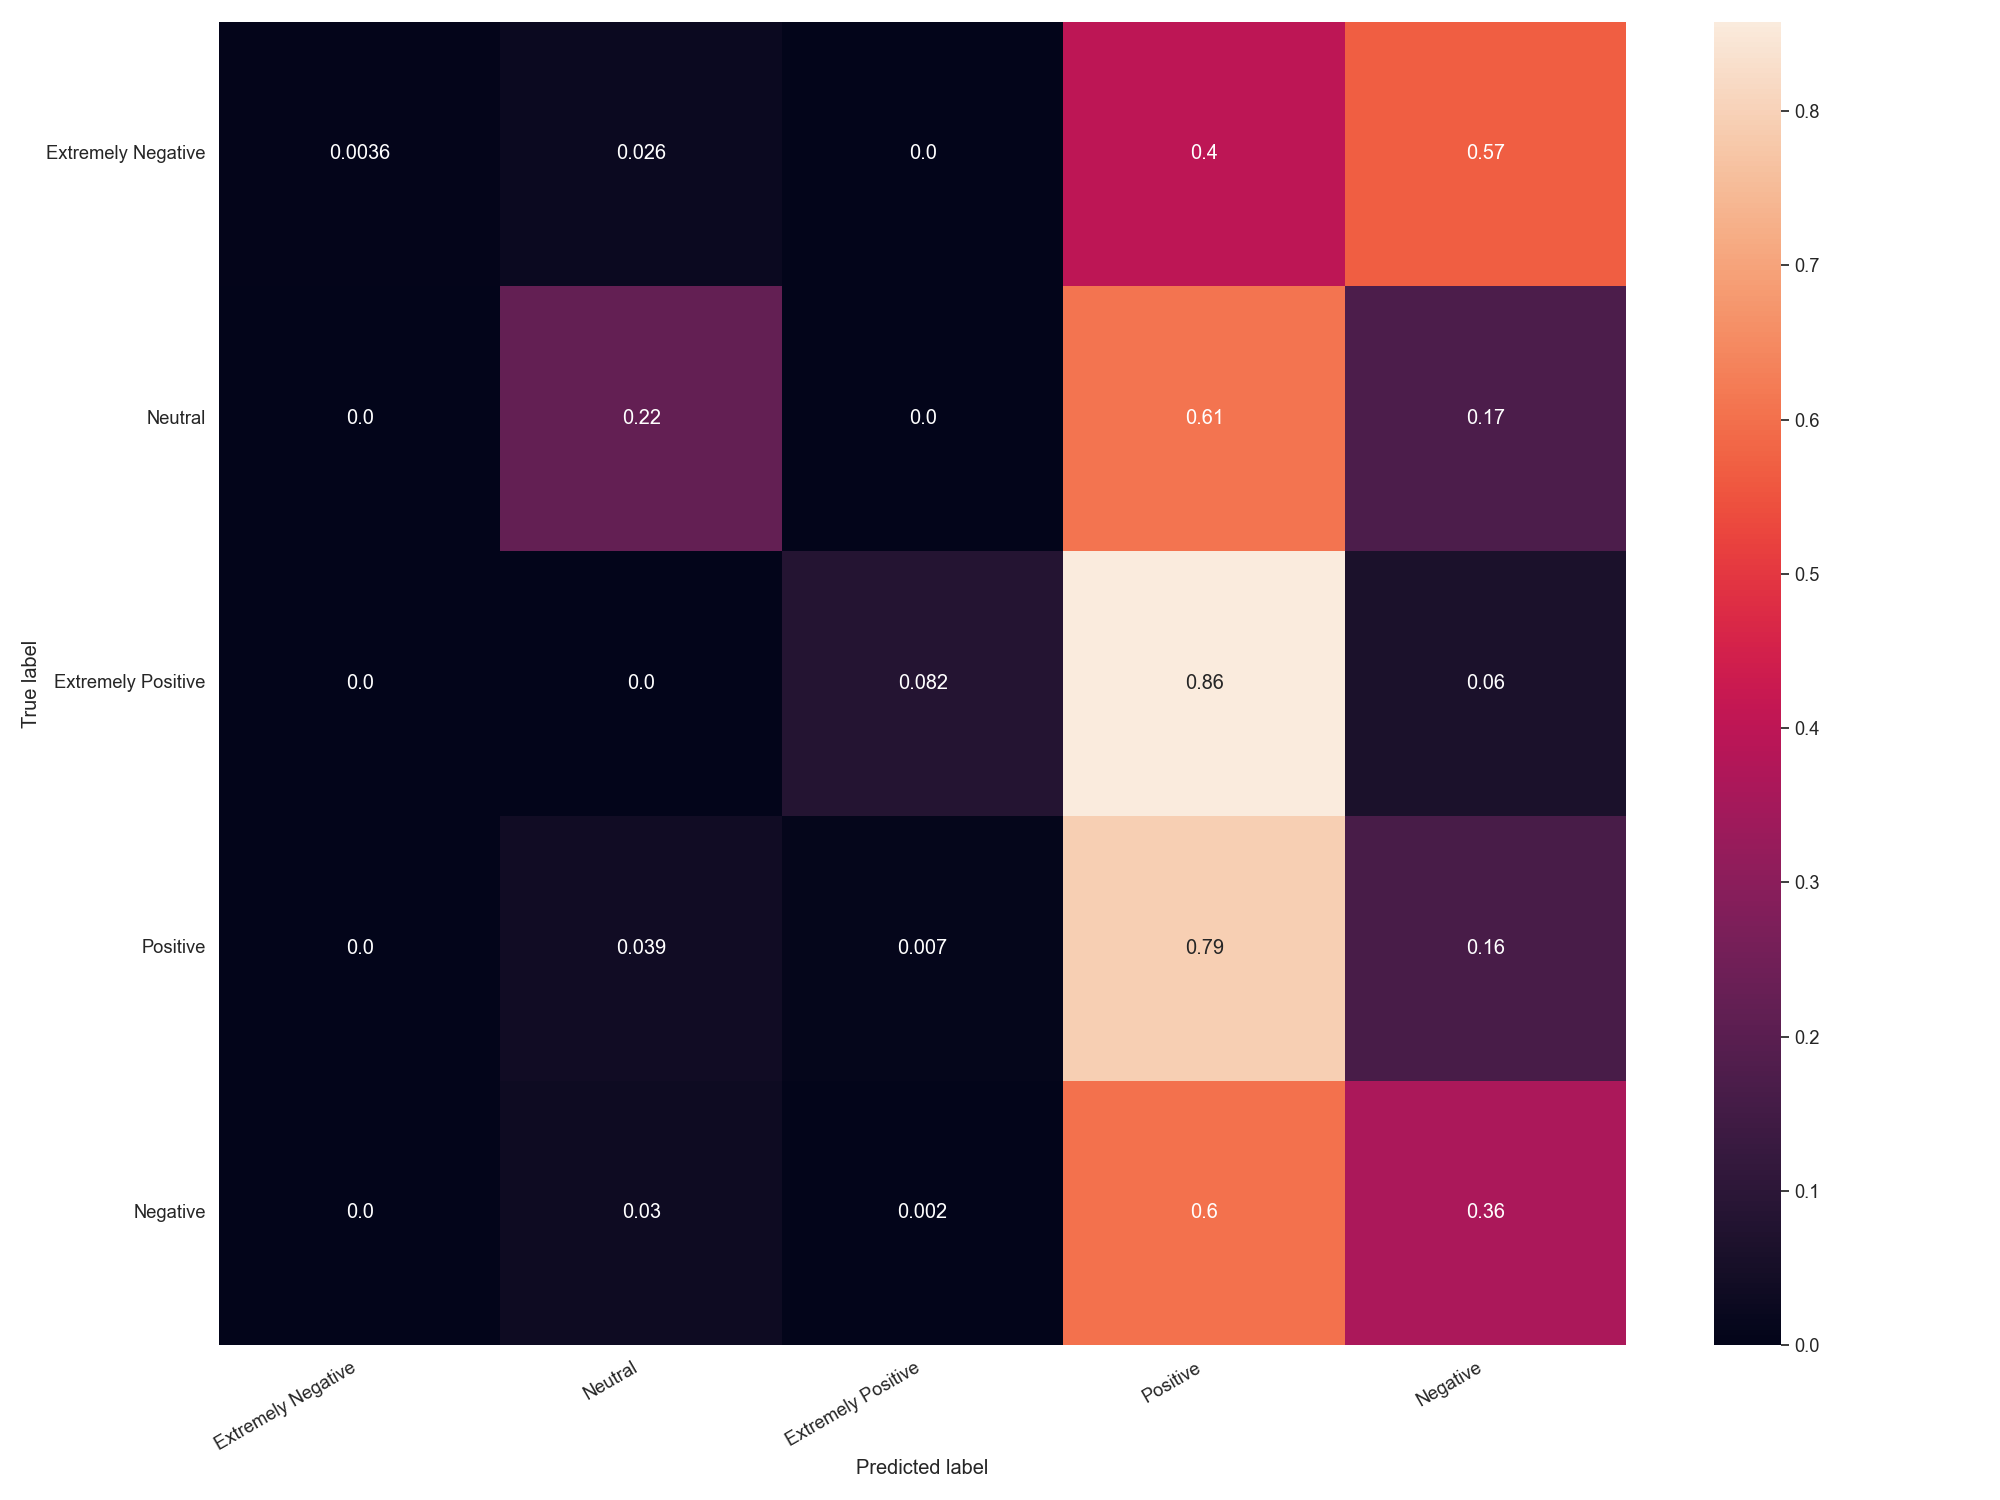 Extremely Negative 0.0036 0.026 0.0 0.4 0.57
Neutral 0.0 0.22 0.0 0.61 0.17
Extremely Positive 0.0 0.0 0.082 0.86 0.06
Positive 0.0 0.039 0.007 0.79 0.16
Negative 0.0 0.03 0.002 0.6 0.36
True label
Extremely Negative Neutral Extremely Positive Positive Negative
Predicted label
0.8
0.7
0.6
0.5
0.4
0.3
0.2
0.1
0.0